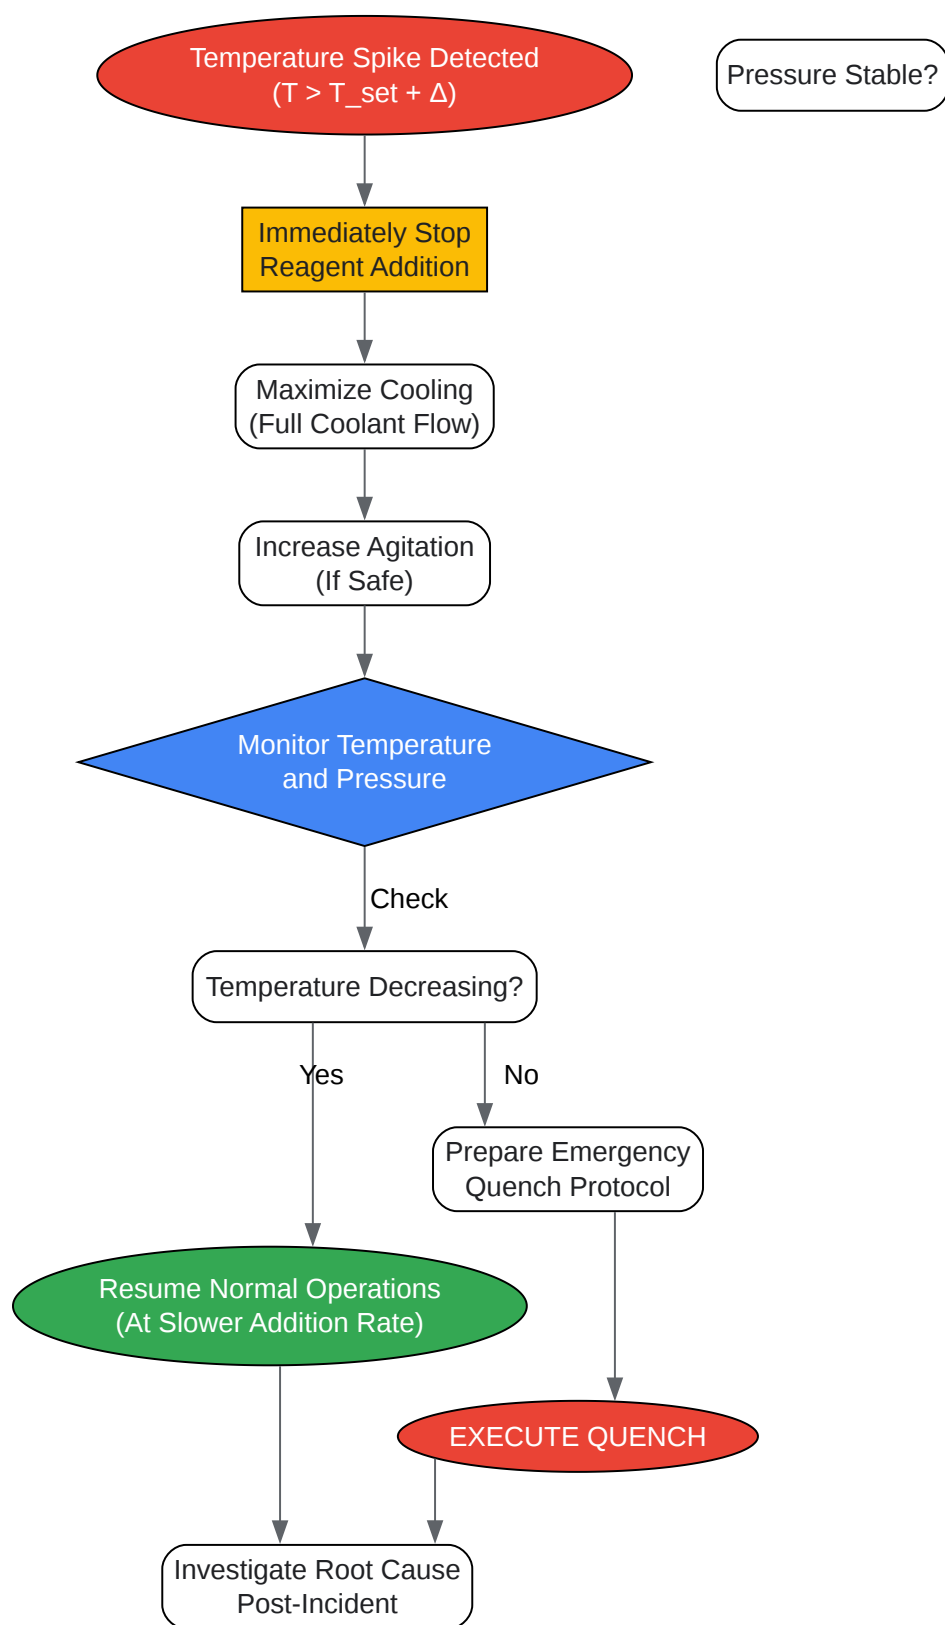 Temperature Spike Detected
(T > T_set + Δ)
Pressure Stable?
Immediately Stop
Reagent Addition
Maximize Cooling
(Full Coolant Flow)
Increase Agitation
(If Safe)
Monitor Temperature
and Pressure
Check
Temperature Decreasing?
Yes
No
Prepare Emergency
Quench Protocol
Resume Normal Operations
(At Slower Addition Rate)
EXECUTE QUENCH
Investigate Root Cause
Post-Incident